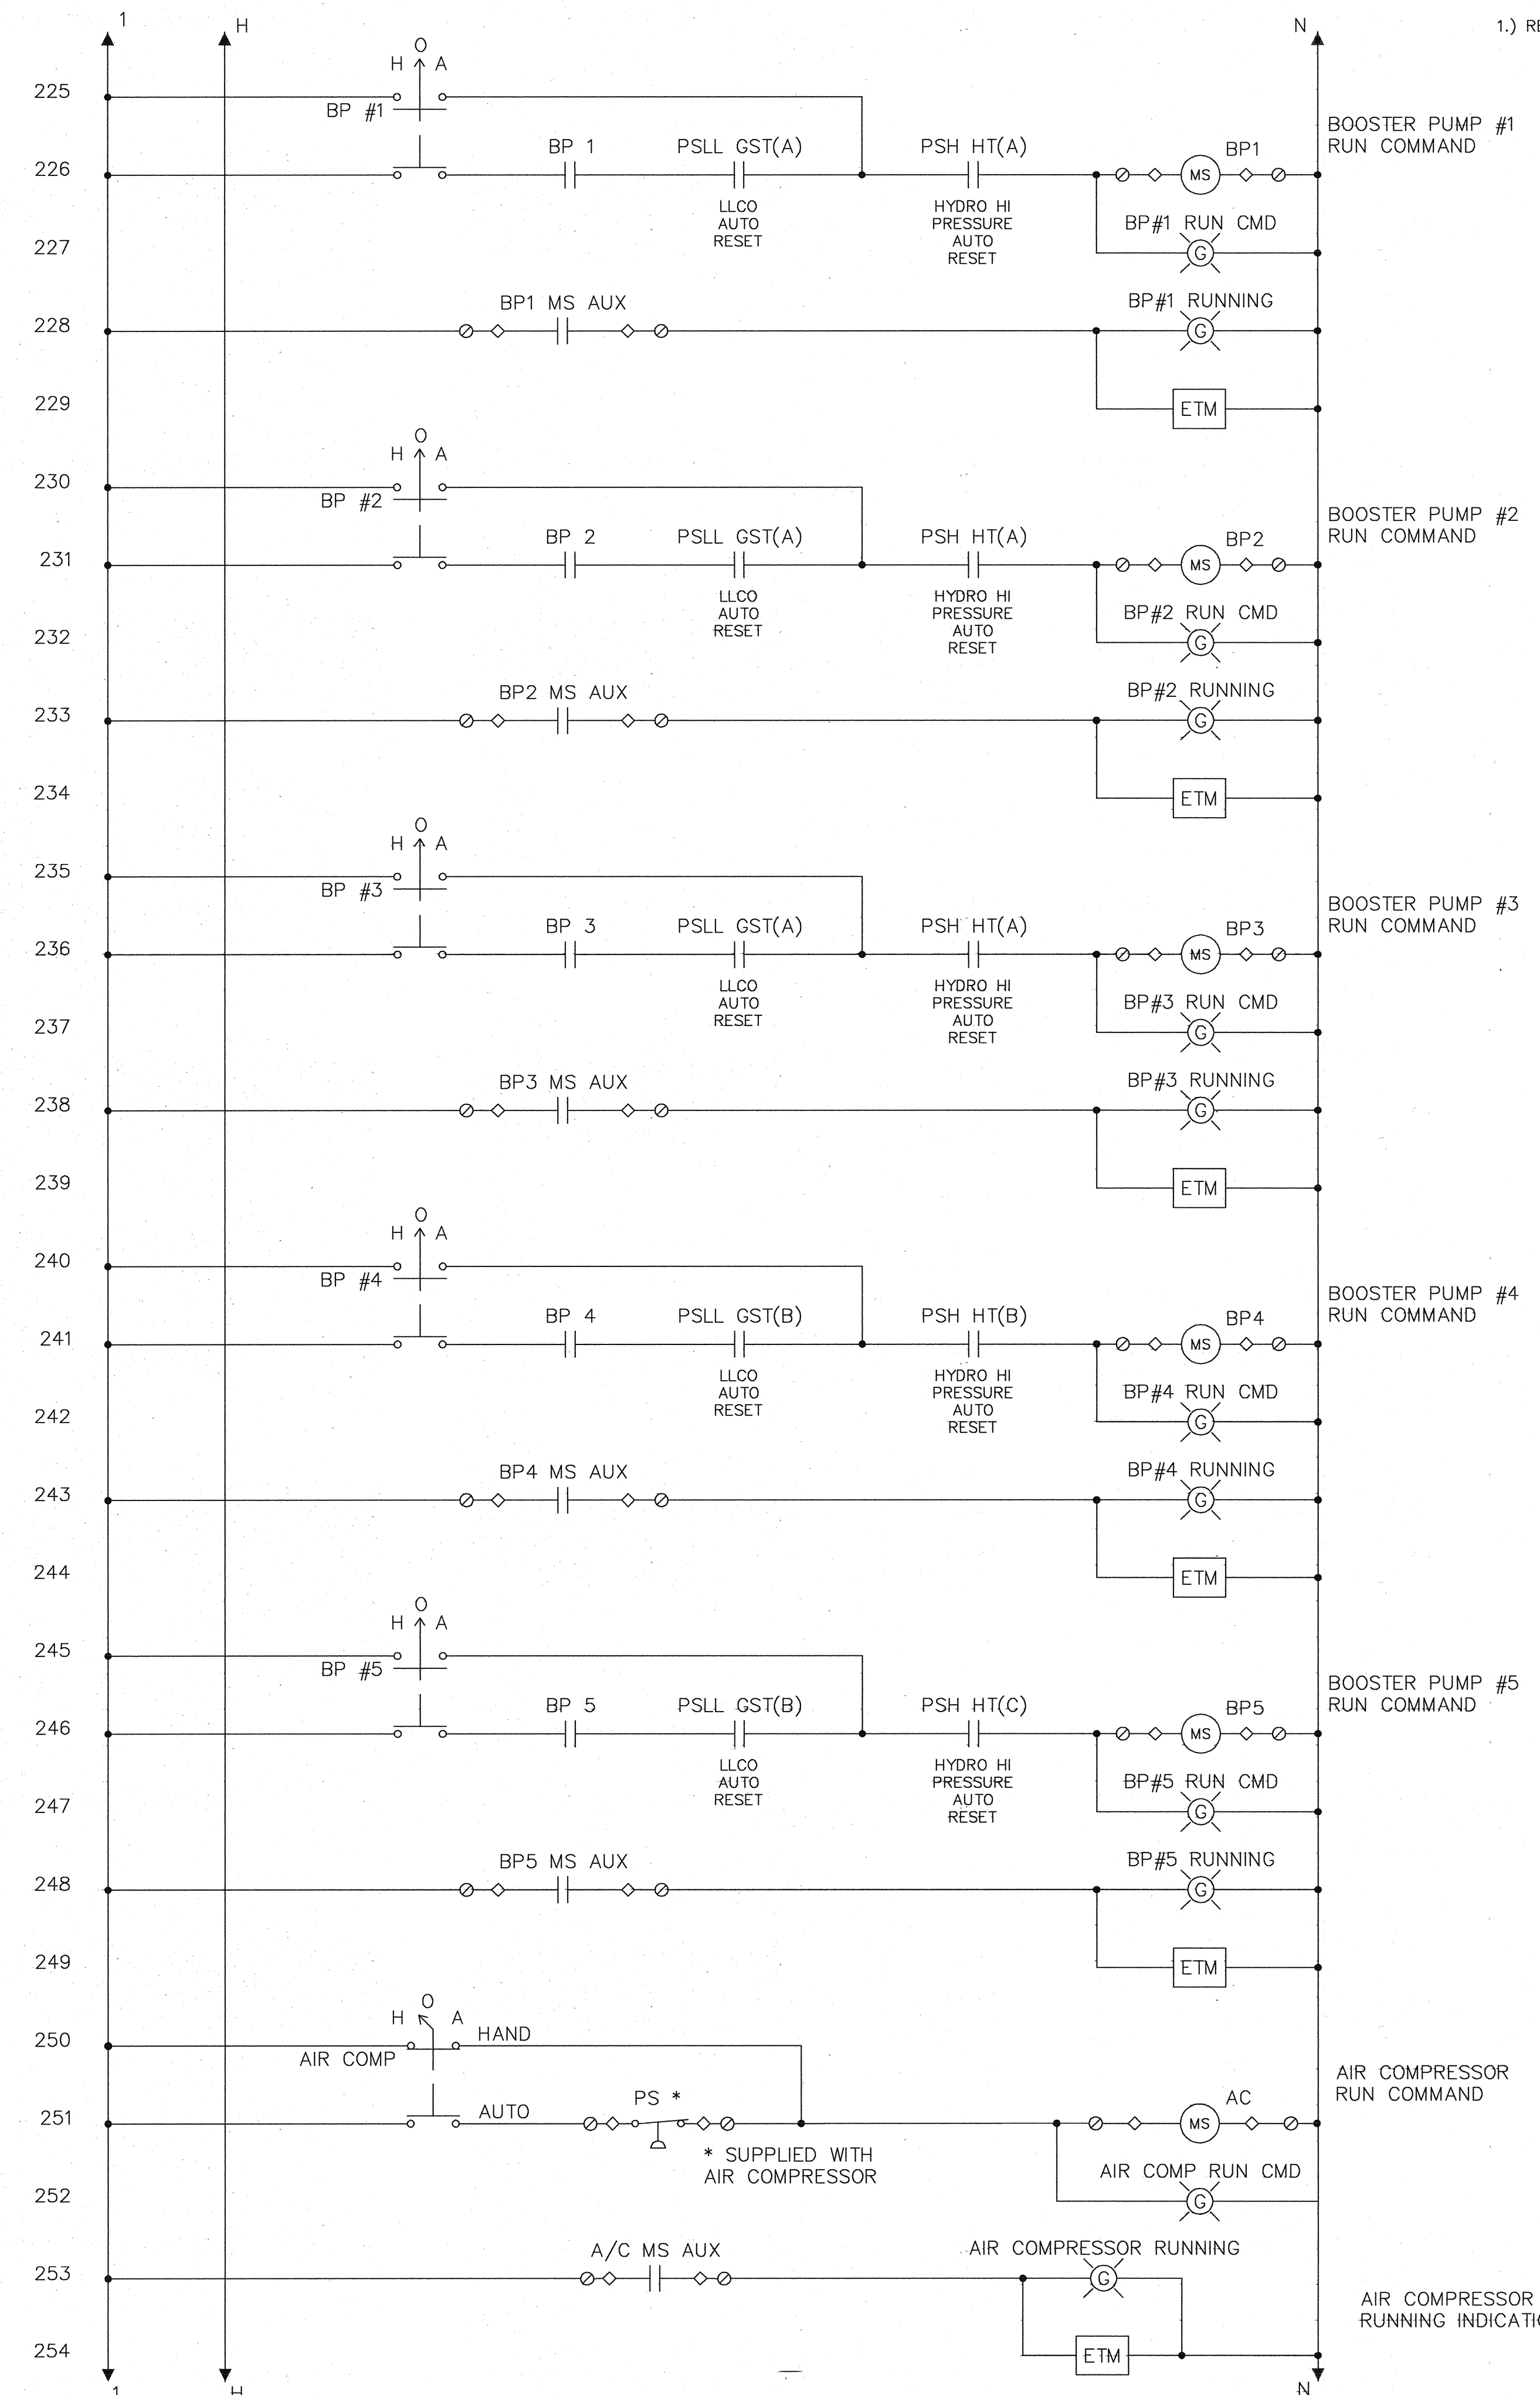 1
H
N
1.) RE
O
H A
225
BP #1
BOOSTER PUMP #1
RUN COMMAND
BP 1
PSLL GST(A)
PSH HT(A)
BP1
226
MS
LLCO
AUTO
RESET
HYDRO HI
PRESSURE
AUTO
RESET
BP#1 RUN CMD
227
G
BP1 MS AUX
BP#1 RUNNING
228
G
229
ETM
O
H A
230
BP #2
BOOSTER PUMP #2
RUN COMMAND
BP 2
PSLL GST(A)
PSH HT(A)
BP2
231
MS
LLCO
AUTO
RESET
HYDRO HI
PRESSURE
AUTO
RESET
BP#2 RUN CMD
232
G
BP2 MS AUX
BP#2 RUNNING
233
G
234
ETM
O
H A
235
BP #3
BOOSTER PUMP #3
RUN COMMAND
BP 3
PSLL GST(A)
PSH HT(A)
BP3
236
MS
LLCO
AUTO
RESET
HYDRO HI
PRESSURE
AUTO
RESET
BP#3 RUN CMD
237
G
BP3 MS AUX
BP#3 RUNNING
238
G
239
ETM
O
H A
240
BP #4
BOOSTER PUMP #4
RUN COMMAND
BP 4
PSLL GST(B)
PSH HT(B)
BP4
241
MS
LLCO
AUTO
RESET
HYDRO HI
PRESSURE
AUTO
RESET
BP#4 RUN CMD
242
G
BP4 MS AUX
BP#4 RUNNING
243
G
244
ETM
O
H A
245
BP #5
BOOSTER PUMP #5
RUN COMMAND
BP 5
PSLL GST(B)
PSH HT(C)
BP5
246
MS
LLCO
AUTO
RESET
HYDRO HI
PRESSURE
AUTO
RESET
BP#5 RUN CMD
247
G
BP5 MS AUX
BP#5 RUNNING
248
G
249
ETM
O
H A
250
HAND
AIR COMP
AIR COMPRESSOR
RUN COMMAND
PS *
AC
251
AUTO
MS
* SUPPLIED WITH
AIR COMPRESSOR
AIR COMP RUN CMD
252
G
A/C MS AUX
AIR COMPRESSOR RUNNING
253
G
AIR COMPRESSOR
RUNNING INDICATI
254
ETM
1
H
N